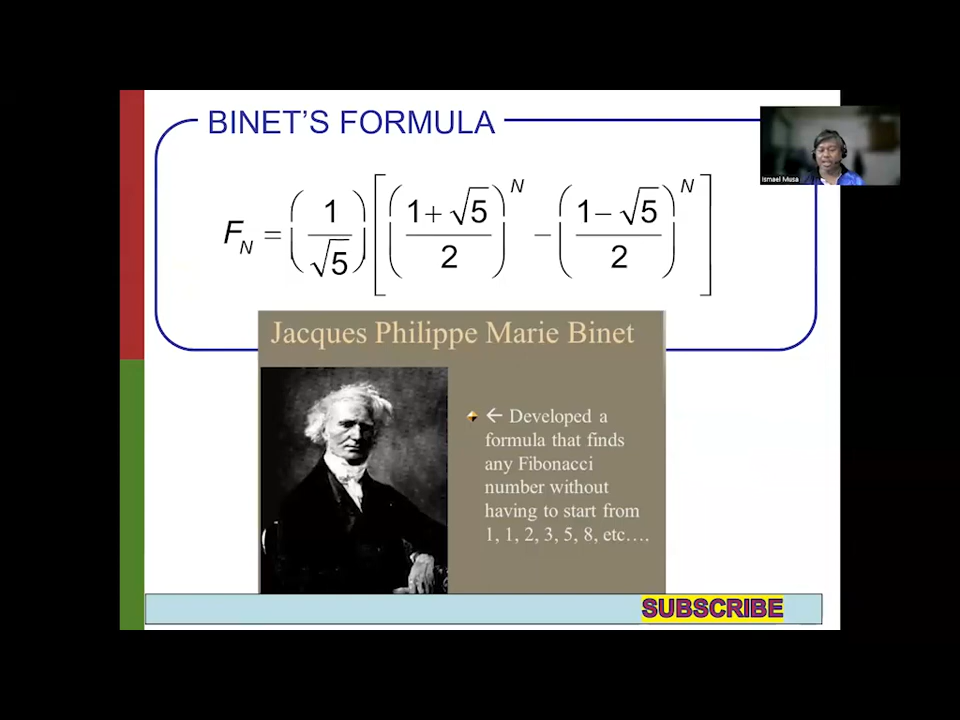 BINET'S FORMULA
F_N = (1/√5) [ ((1+√5)/2)^N − ((1−√5)/2)^N ]
Ismael Musa
Jacques Philippe Marie Binet
← Developed a
formula that finds
any Fibonacci
number without
having to start from
1, 1, 2, 3, 5, 8, etc….
SUBSCRIBE